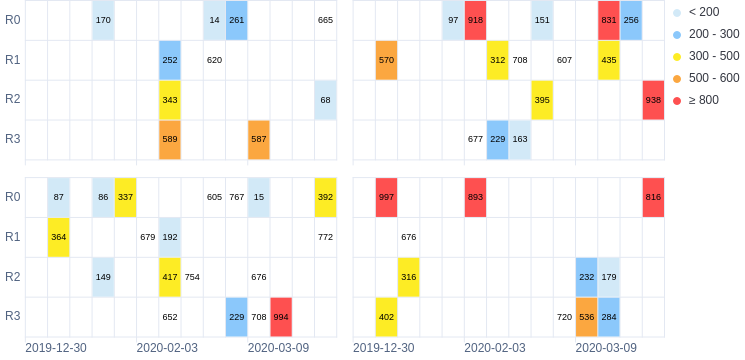 R0 170 14 261 665 97 918 151 831 256 < 200
200 - 300
R1 252 620 570 312 708 607 435 300 - 500
500 - 600
R2 343 68 395 938 ≥ 800
R3 589 587 677 229 163
R0 87 86 337 605 767 15 392 997 893 816
R1 364 679 192 772 676
R2 149 417 754 676 316 232 179
R3 652 229 708 994 402 720 536 284
2019-12-30 2020-02-03 2020-03-09 2019-12-30 2020-02-03 2020-03-09